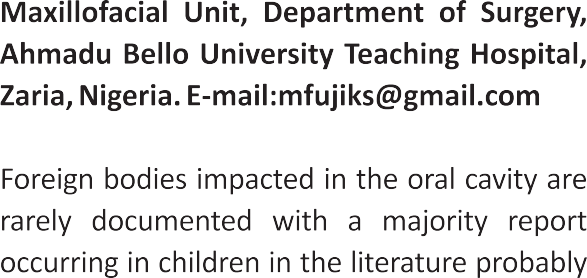 Maxillofacial Unit, Department of Surgery,
Ahmadu Bello University Teaching Hospital,
Zaria, Nigeria. E-mail:mfujiks@gmail.com
Foreign bodies impacted in the oral cavity are
rarely documented with a majority report
occurring in children in the literature probably